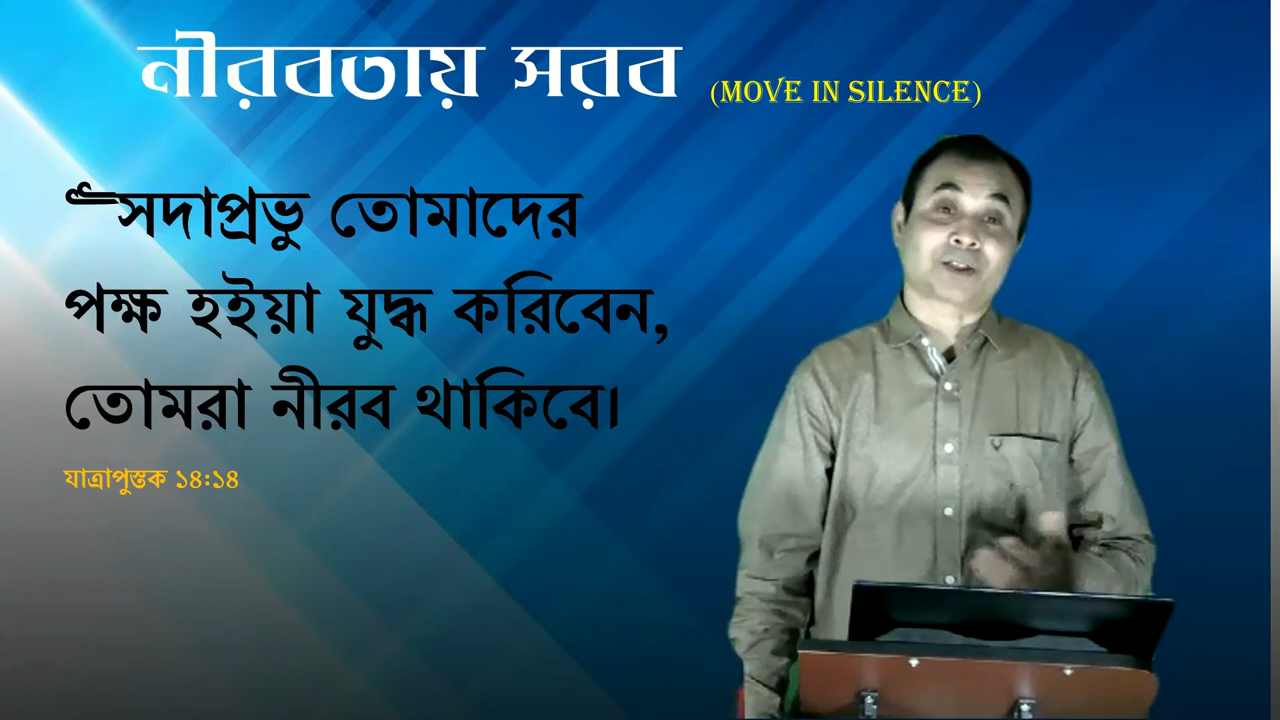 নীরবতায় সরব (MOVE IN SILENCE)
ঁসদাপ্রভু তোমাদের
পক্ষ হইয়া যুদ্ধ করিবেন,
তোমরা নীরব থাকিবে।
যাত্রাপুস্তক ১৪:১৪